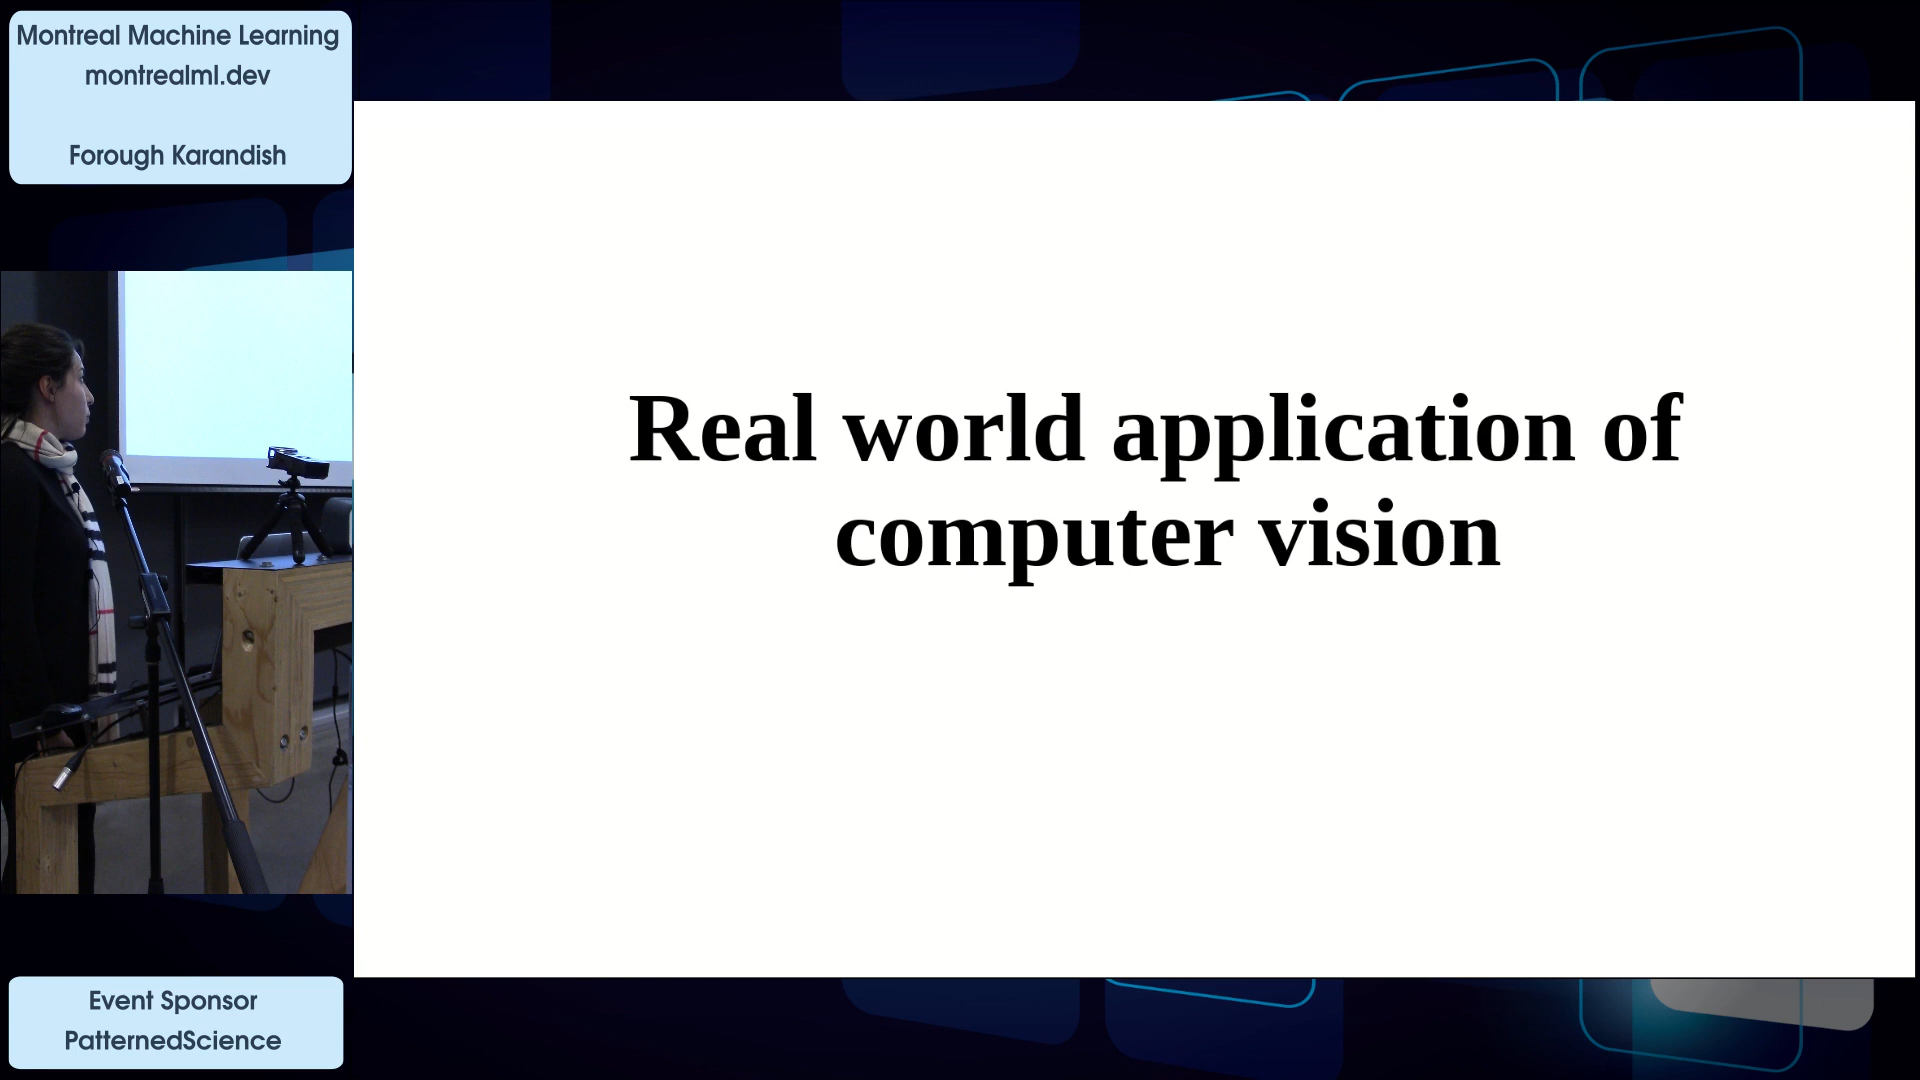 Montreal Machine Learning
montrealml.dev
Forough Karandish
Real world application of
computer vision
Event Sponsor
PatternedScience